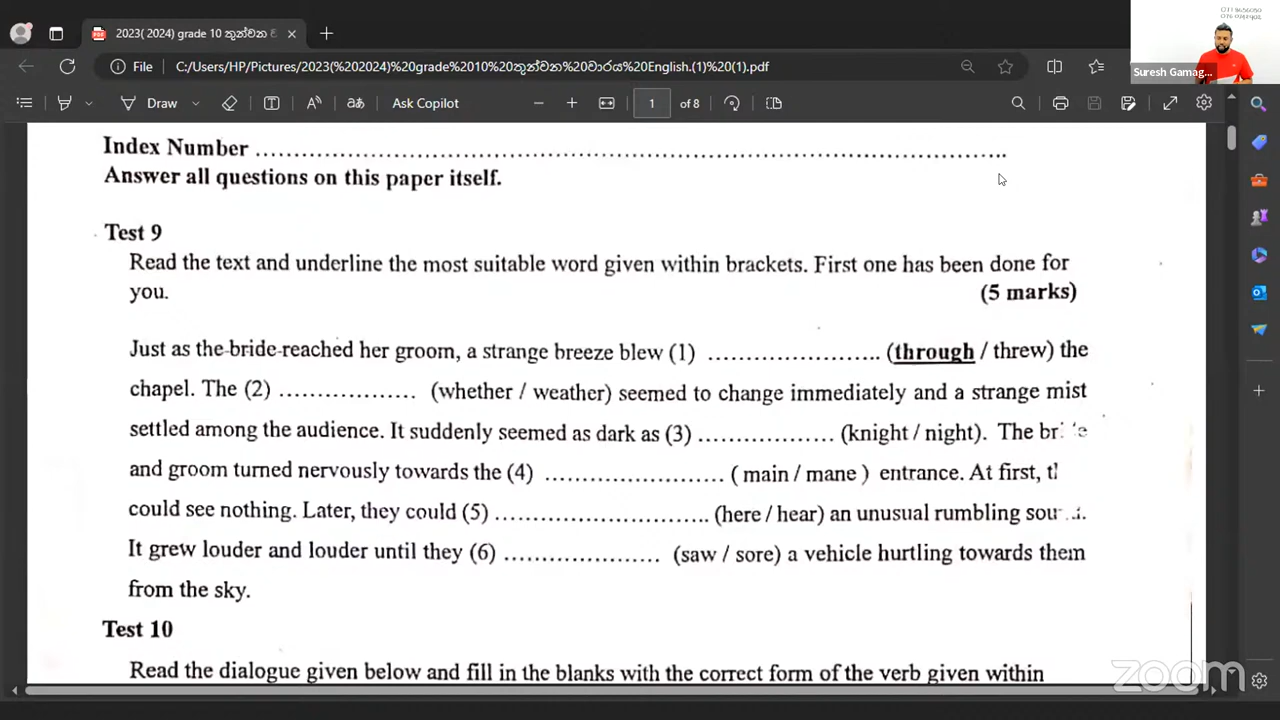 077 8656080
2023( 2024) grade 10 තුන්වන
File
C:/Users/HP/Pictures/2023(%202024)%20grade%2010 %20තුන්වන %20වාරය %20English.(1)%20(1).pdf
Suresh Gamag...
Draw
Ask Copilot
1 of 8
Index Number
Answer all questions on this paper itself.
Test 9
Read the text and underline the most suitable word given within brackets. First one has been done for
you. (5 marks)
Just as the bride reached her groom, a strange breeze blew (1) ........................ (through / threw) the
chapel. The (2) ................... (whether / weather) seemed to change immediately and a strange mist
settled among the audience. It suddenly seemed as dark as (3) ................... (knight / night). The
and groom turned nervously towards the (4) ......................... ( main / mane ) entrance. At first,
could see nothing. Later, they could (5) ............................... (here / hear) an unusual rumbling
It grew louder and louder until they (6) ...................... (saw / sore) a vehicle hurtling towards them
from the sky.
Test 10
Read the dialogue given below and fill in the blanks with the correct form of the verb given within
zoom